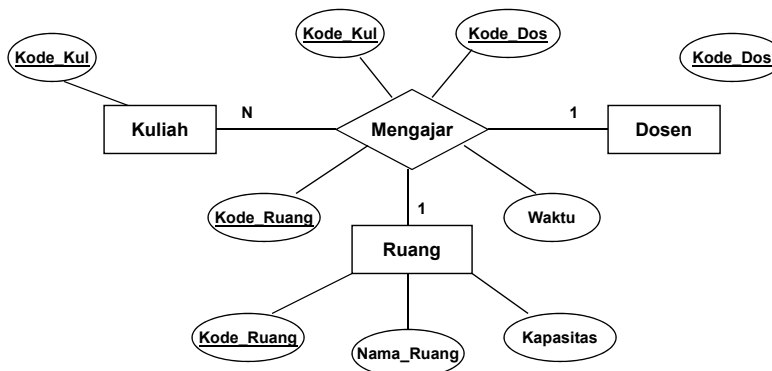 Kode_Kul
Kode_Dos
Kode_Kul
Kode_Dos
N
1
Kuliah
Mengajar
Dosen
Kode_Ruang
1
Waktu
Ruang
Kode_Ruang
Nama_Ruang
Kapasitas